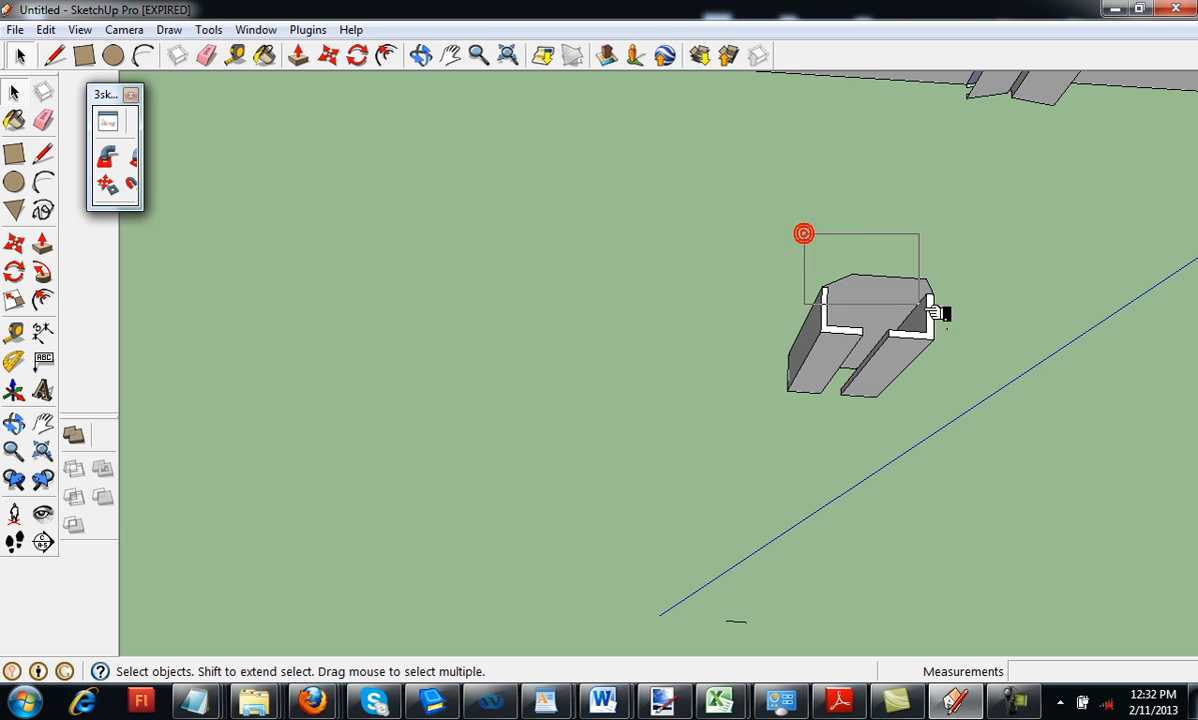 Untitled - SketchUp Pro [EXPIRED]
File Edit View Camera Draw Tools Window Plugins Help
3sk...
ABC
Select objects. Shift to extend select. Drag mouse to select multiple.
Measurements
12:32 PM
2/11/2013